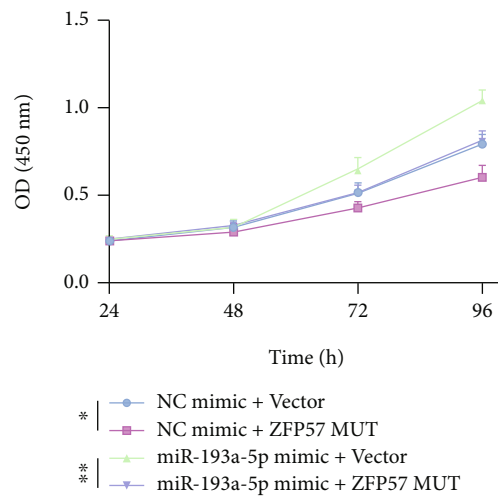 1.5
1.0
0.5
0.0
OD (450 nm)
24 48 72 96
Time (h)
* NC mimic + Vector
NC mimic + ZFP57 MUT
** miR-193a-5p mimic + Vector
miR-193a-5p mimic + ZFP57 MUT